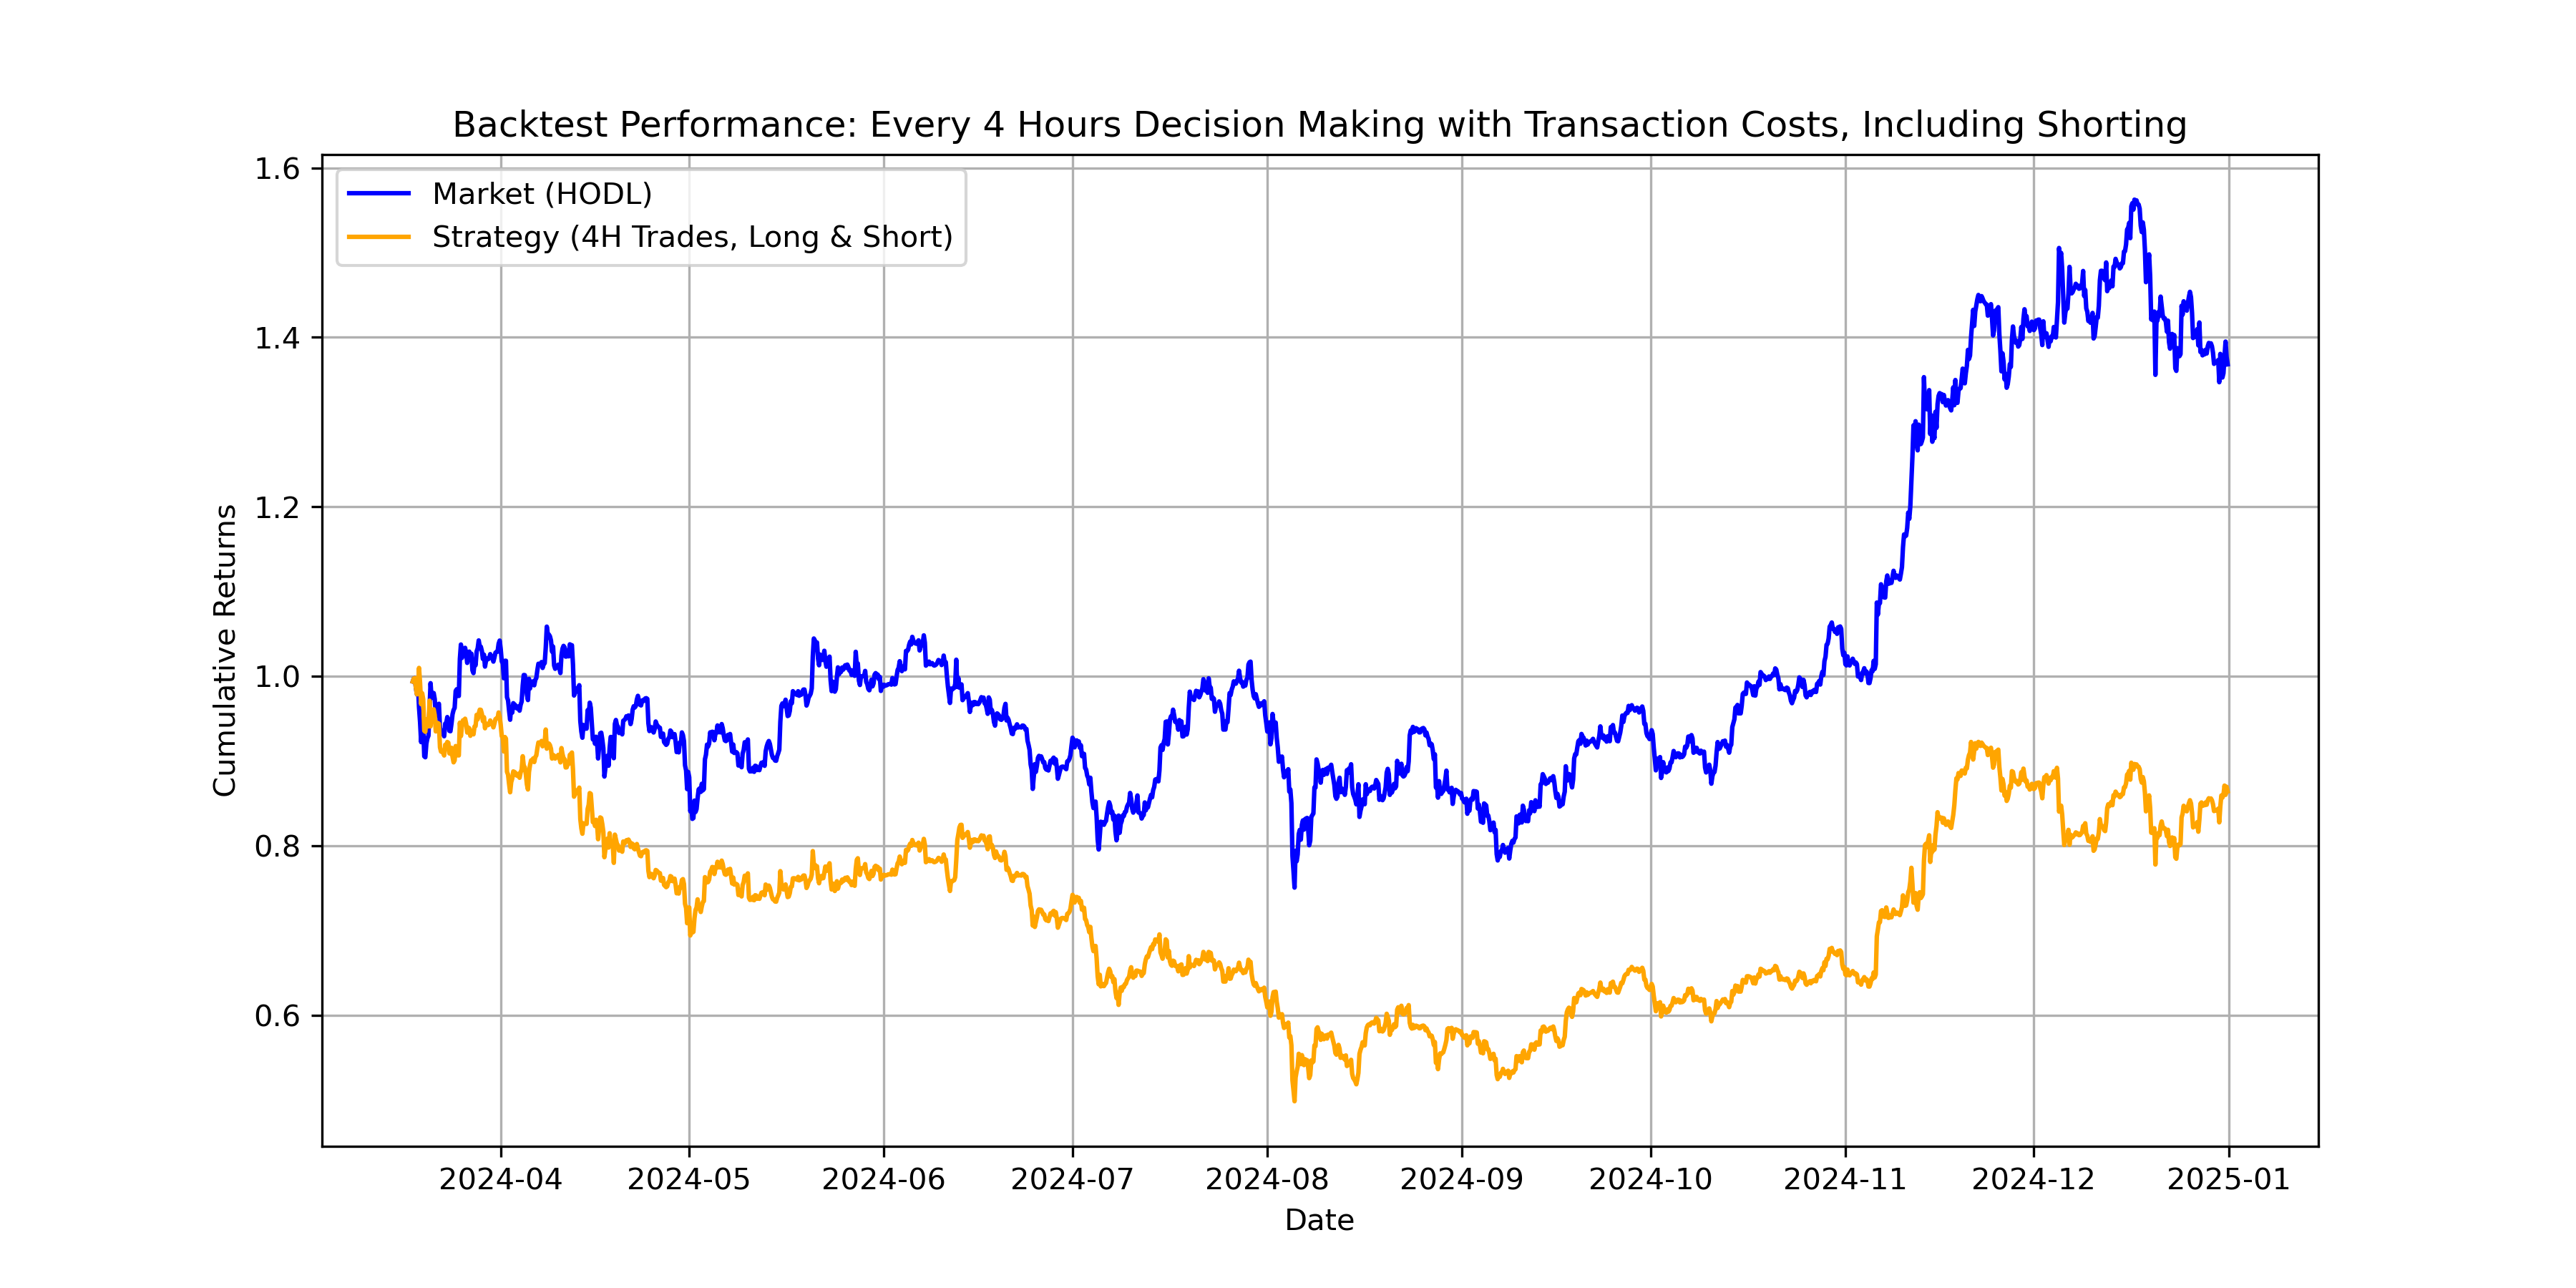 Backtest Performance: Every 4 Hours Decision Making with Transaction Costs, Including Shorting
Market (HODL)
Strategy (4H Trades, Long & Short)
Cumulative Returns
1.6
1.4
1.2
1.0
0.8
0.6
2024-04 2024-05 2024-06 2024-07 2024-08 2024-09 2024-10 2024-11 2024-12 2025-01
Date